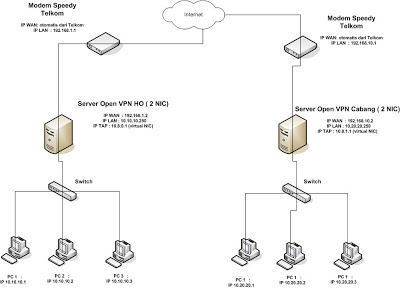 Modem Speedy
Telkom
IP WAN : otomatis dari Telkom
IP LAN : 192.168.1.1
Internet
Modem Speedy
Telkom
IP WAN: otomatis dari Telkom
IP LAN : 192.168.10.1
Server Open VPN HO ( 2 NIC)
IP WAN : 192.168.1.2
IP LAN : 10.10.10.250
IP TAP : 10.8.0.1 (virtual NIC)
Server Open VPN Cabang ( 2 NIC)
IP WAN : 192.168.10.2
IP LAN : 10.20.20.250
IP TAP : 10.8.1.1 (virtual NIC)
Switch
Switch
PC 1 :
IP 10.10.10.1
PC 2 :
IP 10.10.10.2
PC 3 :
IP 10.10.10.3
PC 1 :
IP 10.20.20.1
PC 1 :
IP 10.20.20.2
PC 1 :
IP 10.20.20.3